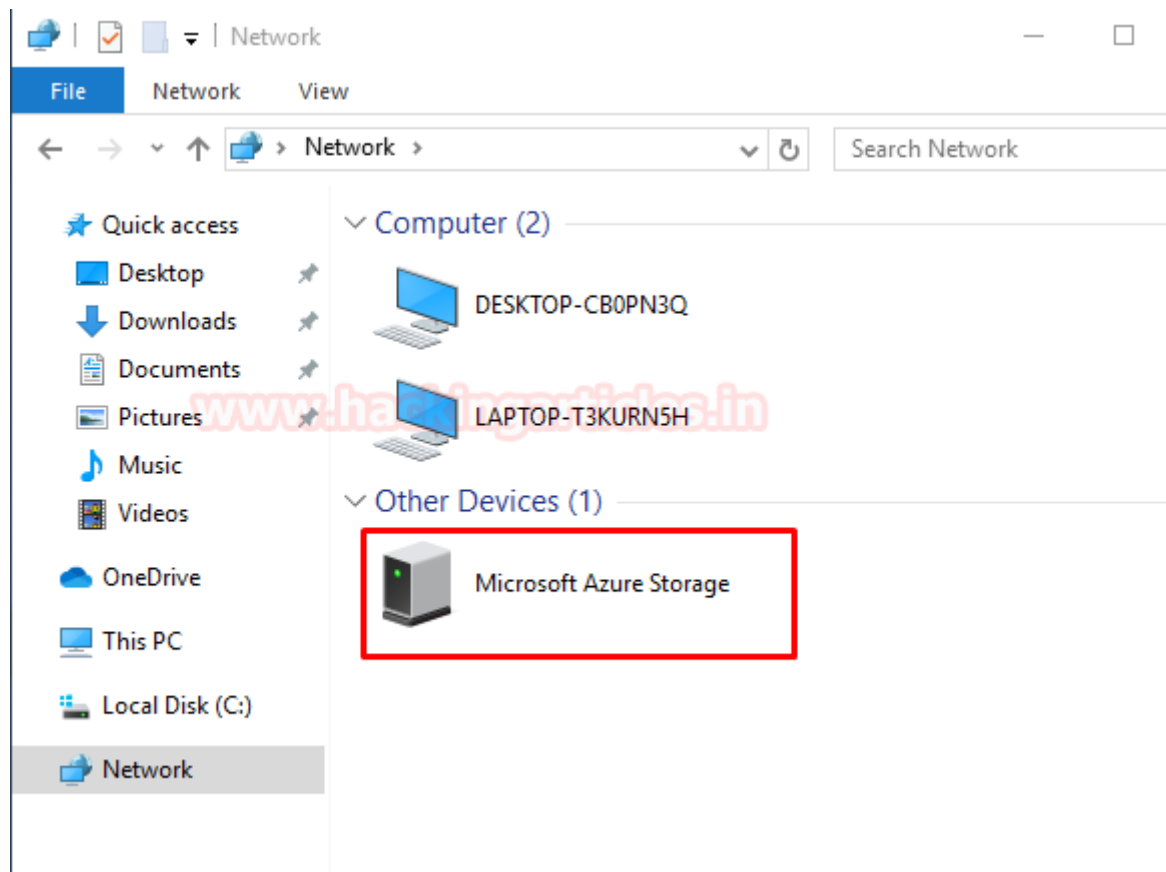 Network
File Network View
Network
Search Network
Quick access
Desktop
Downloads
Documents
Pictures
Music
Videos
OneDrive
This PC
Local Disk (C:)
Network
Computer (2)
DESKTOP-CB0PN3Q
LAPTOP-T3KURN5H
www.hackingarticles.in
Other Devices (1)
Microsoft Azure Storage